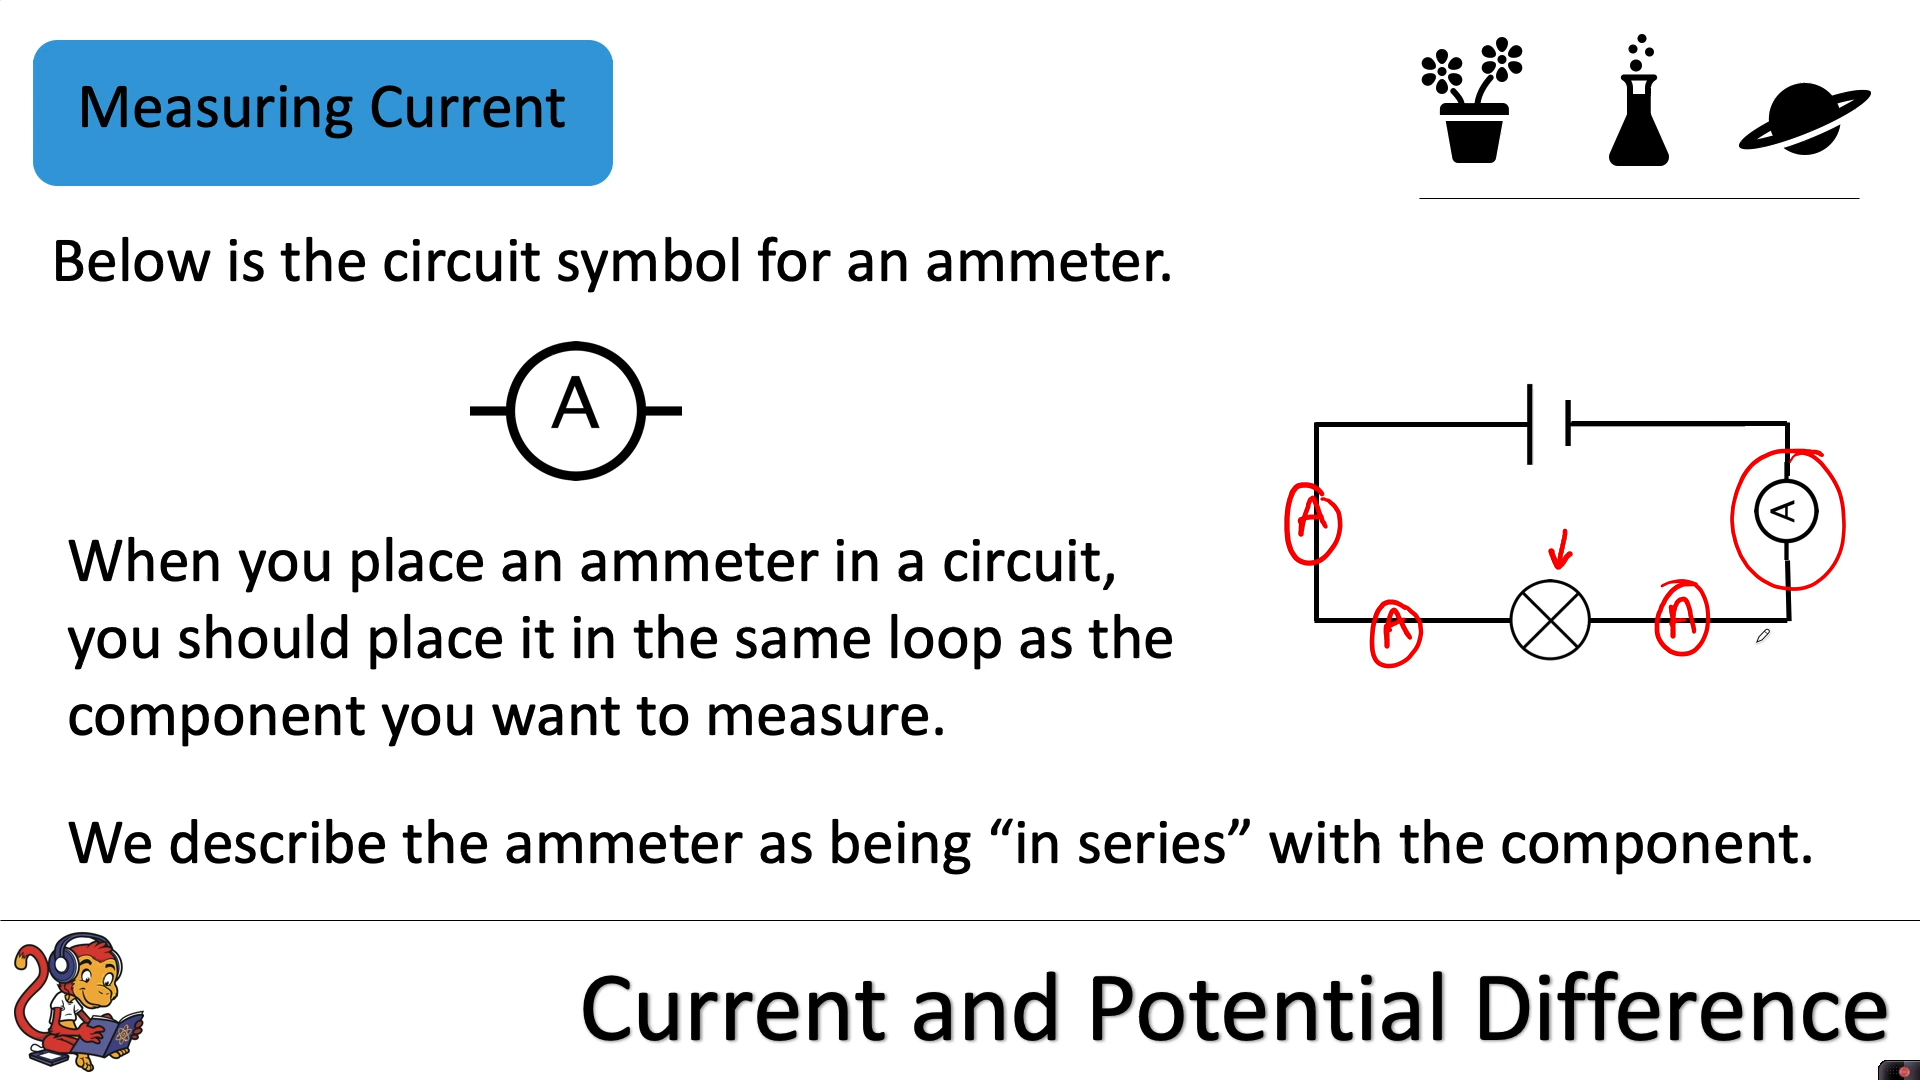 Measuring Current
Below is the circuit symbol for an ammeter.
A
A
A
A
A
When you place an ammeter in a circuit,
you should place it in the same loop as the
component you want to measure.
We describe the ammeter as being “in series” with the component.
Current and Potential Difference